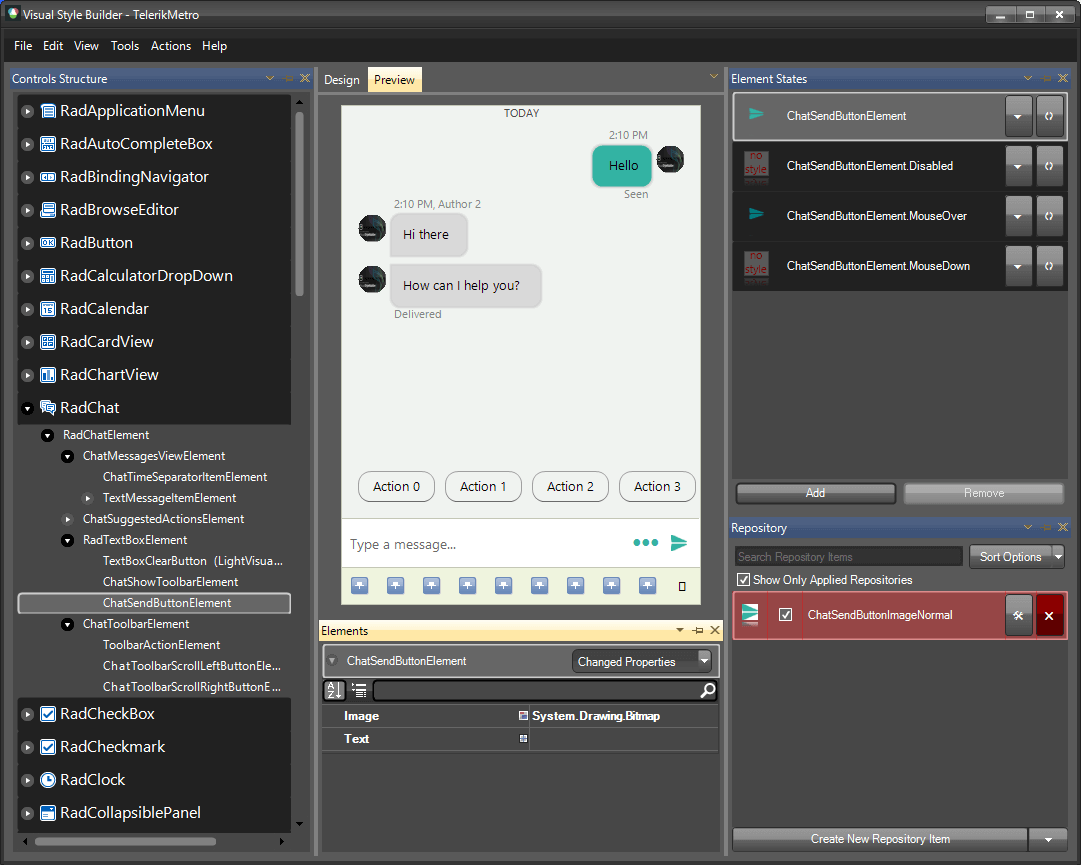 Visual Style Builder - TelerikMetro
File Edit View Tools Actions Help
Controls Structure
RadApplicationMenu
RadAutoCompleteBox
RadBindingNavigator
RadBrowseEditor
RadButton
RadCalculatorDropDown
RadCalendar
RadCardView
RadChartView
RadChat
RadChatElement
ChatMessagesViewElement
ChatTimeSeparatorItemElement
TextMessageItemElement
ChatSuggestedActionsElement
RadTextBoxElement
TextBoxClearButton (LightVisua...
ChatShowToolbarElement
ChatSendButtonElement
ChatToolbarElement
ToolbarActionElement
ChatToolbarScrollLeftButtonEle...
ChatToolbarScrollRightButtonE...
RadCheckBox
RadCheckmark
RadClock
RadCollapsiblePanel
Design Preview
TODAY
2:10 PM
Hello
Seen
2:10 PM, Author 2
Hi there
How can I help you?
Delivered
Action 0 Action 1 Action 2 Action 3
Type a message...
Elements
ChatSendButtonElement Changed Properties
Image System.Drawing.Bitmap
Text
Element States
ChatSendButtonElement
no style ChatSendButtonElement.Disabled
ChatSendButtonElement.MouseOver
no style ChatSendButtonElement.MouseDown
Add Remove
Repository
Search Repository Items Sort Options
Show Only Applied Repositories
ChatSendButtonImageNormal
Create New Repository Item